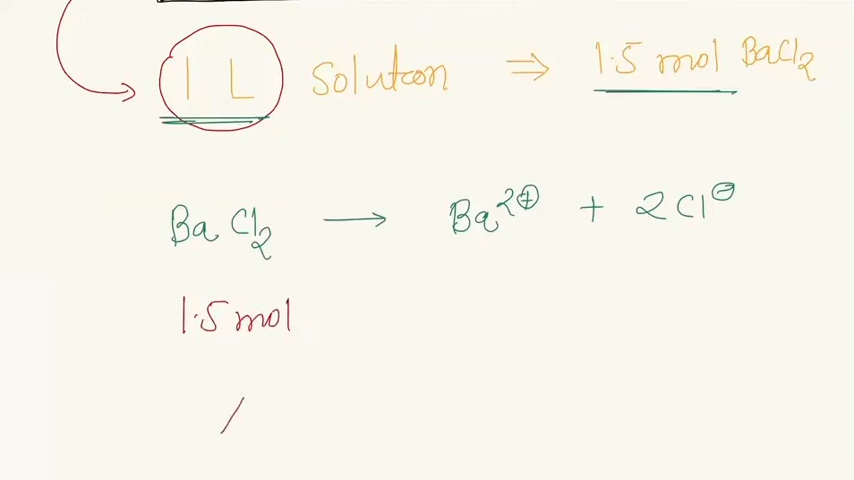 1 L Solution ⇒ 1.5 mol BaCl₂
BaCl₂ → Ba²⊕ + 2Cl⊖
1.5 mol